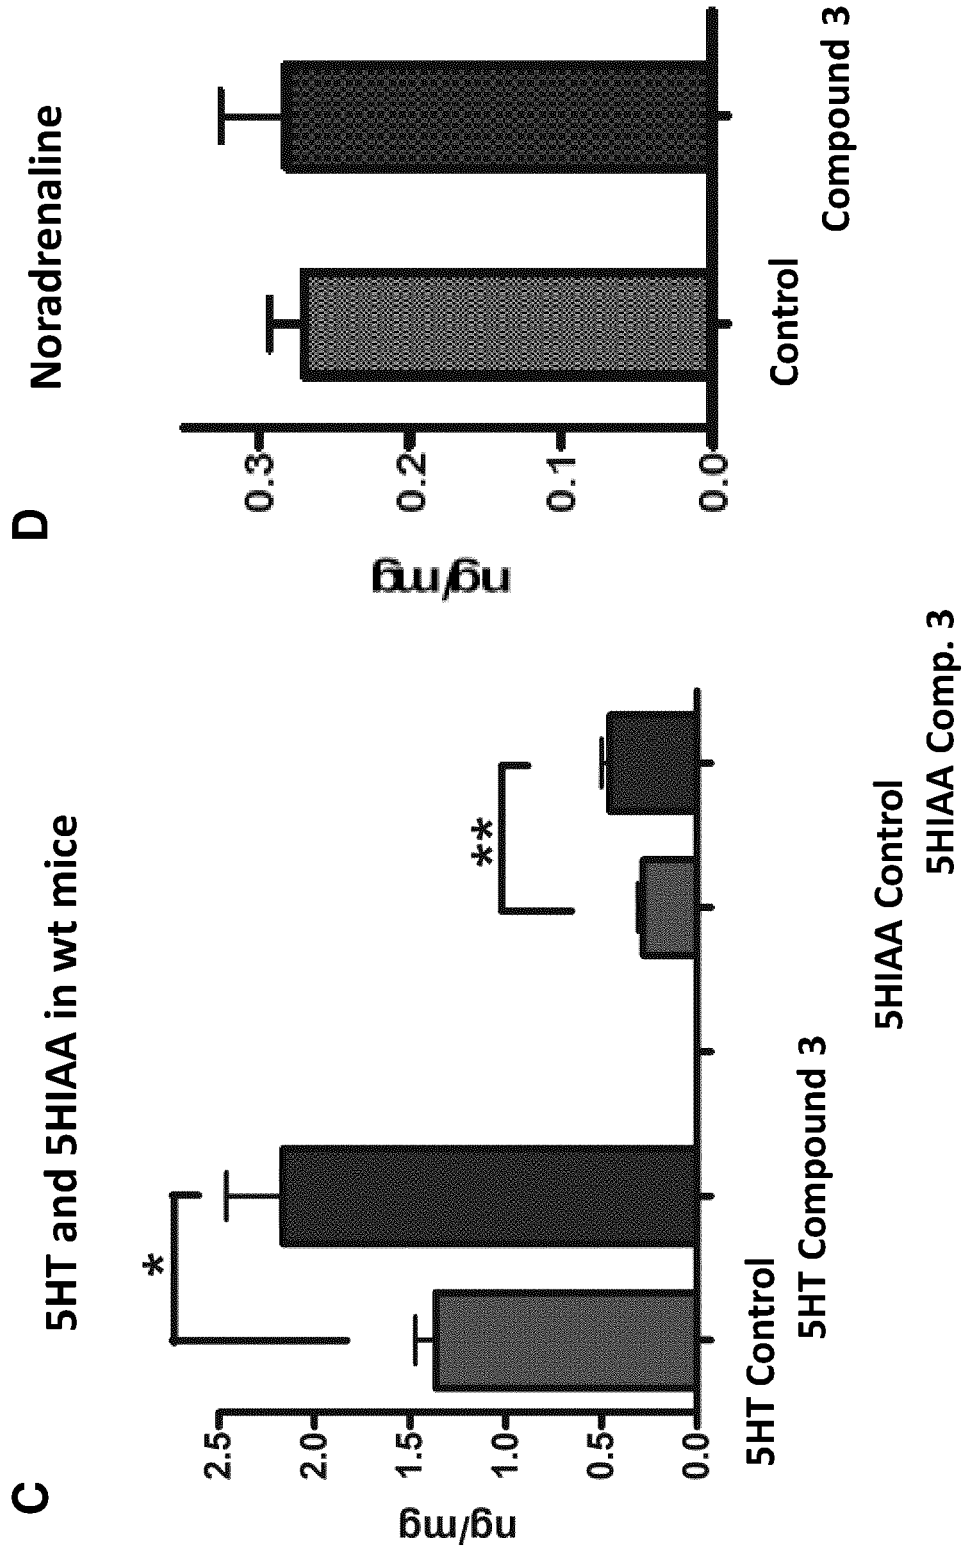 C
5HT and 5HIAA in wt mice
ng/mg
2.5
2.0
1.5
1.0
0.5
0.0
*
**
5HT Control
5HT Compound 3
5HIAA Control
5HIAA Comp. 3
D
Noradrenaline
ng/mg
0.3
0.2
0.1
0.0
Control
Compound 3